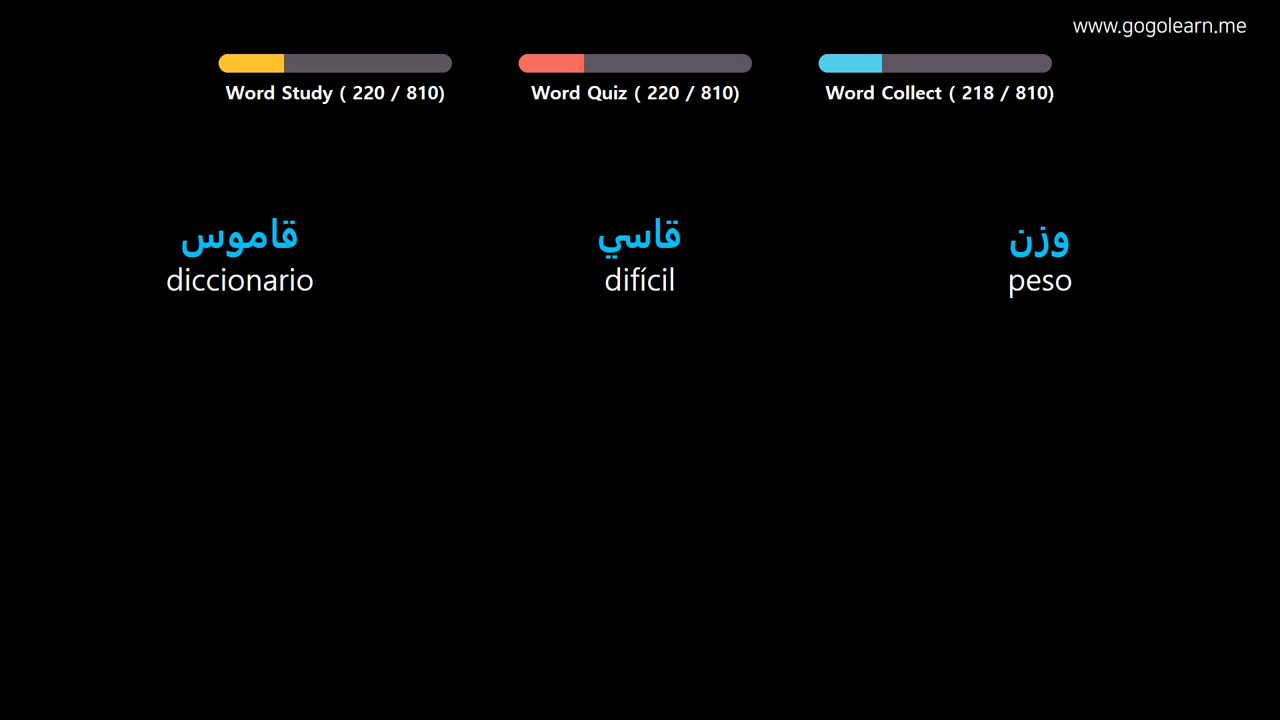 www.gogolearn.me
Word Study ( 220 / 810)
Word Quiz ( 220 / 810)
Word Collect ( 218 / 810)
قاموس
diccionario
قاسي
difícil
وزن
peso